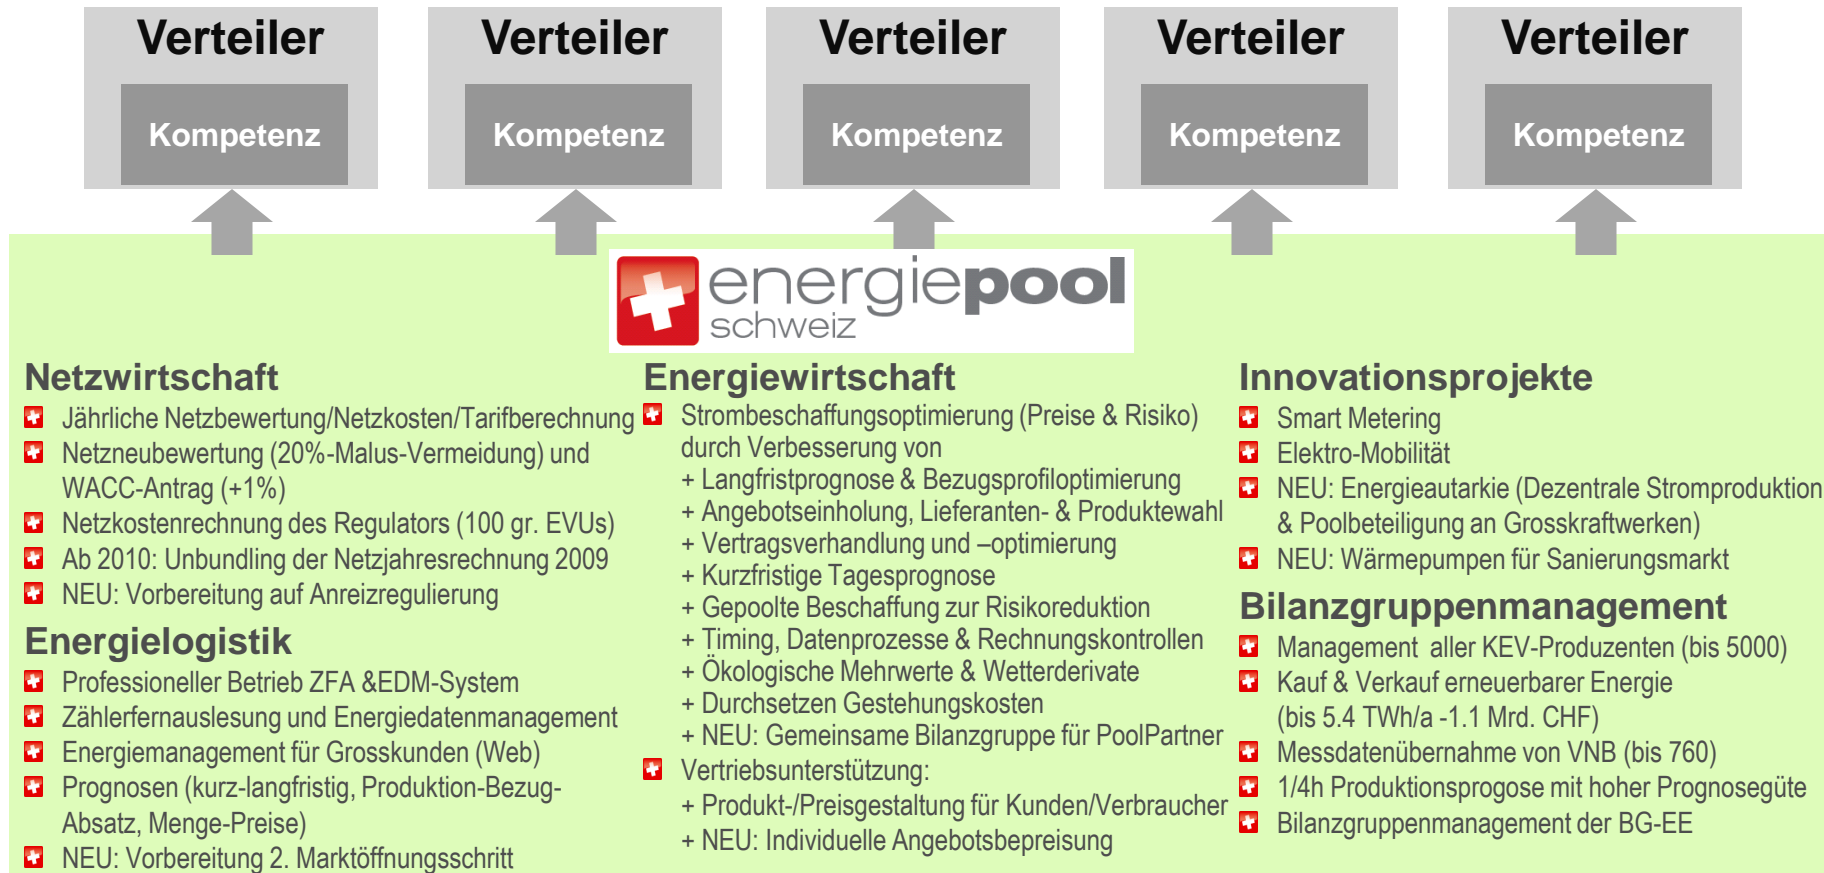 Verteiler
Kompetenz
Verteiler
Kompetenz
Verteiler
Kompetenz
Verteiler
Kompetenz
Verteiler
Kompetenz
energiepool
schweiz
Netzwirtschaft
Jährliche Netzbewertung/Netzkosten/Tarifberechnung
Netzneubewertung (20%-Malus-Vermeidung) und
WACC-Antrag (+1%)
Netzkostenrechnung des Regulators (100 gr. EVUs)
Ab 2010: Unbundling der Netzjahresrechnung 2009
NEU: Vorbereitung auf Anreizregulierung
Energielogistik
Professioneller Betrieb ZFA &EDM-System
Zählerfernauslesung und Energiedatenmanagement
Energiemanagement für Grosskunden (Web)
Prognosen (kurz-langfristig, Produktion-Bezug-
Absatz, Menge-Preise)
NEU: Vorbereitung 2. Marktöffnungsschritt
Energiewirtschaft
Strombeschaffungsoptimierung (Preise & Risiko)
durch Verbesserung von
+ Langfristprognose & Bezugsprofiloptimierung
+ Angebotseinholung, Lieferanten- & Produktewahl
+ Vertragsverhandlung und –optimierung
+ Kurzfristige Tagesprognose
+ Gepoolte Beschaffung zur Risikoreduktion
+ Timing, Datenprozesse & Rechnungskontrollen
+ Ökologische Mehrwerte & Wetterderivate
+ Durchsetzen Gestehungskosten
+ NEU: Gemeinsame Bilanzgruppe für PoolPartner
Vertriebsunterstützung:
+ Produkt-/Preisgestaltung für Kunden/Verbraucher
+ NEU: Individuelle Angebotsbepreisung
Innovationsprojekte
Smart Metering
Elektro-Mobilität
NEU: Energieautarkie (Dezentrale Stromproduktion
& Poolbeteiligung an Grosskraftwerken)
NEU: Wärmepumpen für Sanierungsmarkt
Bilanzgruppenmanagement
Management aller KEV-Produzenten (bis 5000)
Kauf & Verkauf erneuerbarer Energie
(bis 5.4 TWh/a -1.1 Mrd. CHF)
Messdatenübernahme von VNB (bis 760)
1/4h Produktionsprogose mit hoher Prognosegüte
Bilanzgruppenmanagement der BG-EE